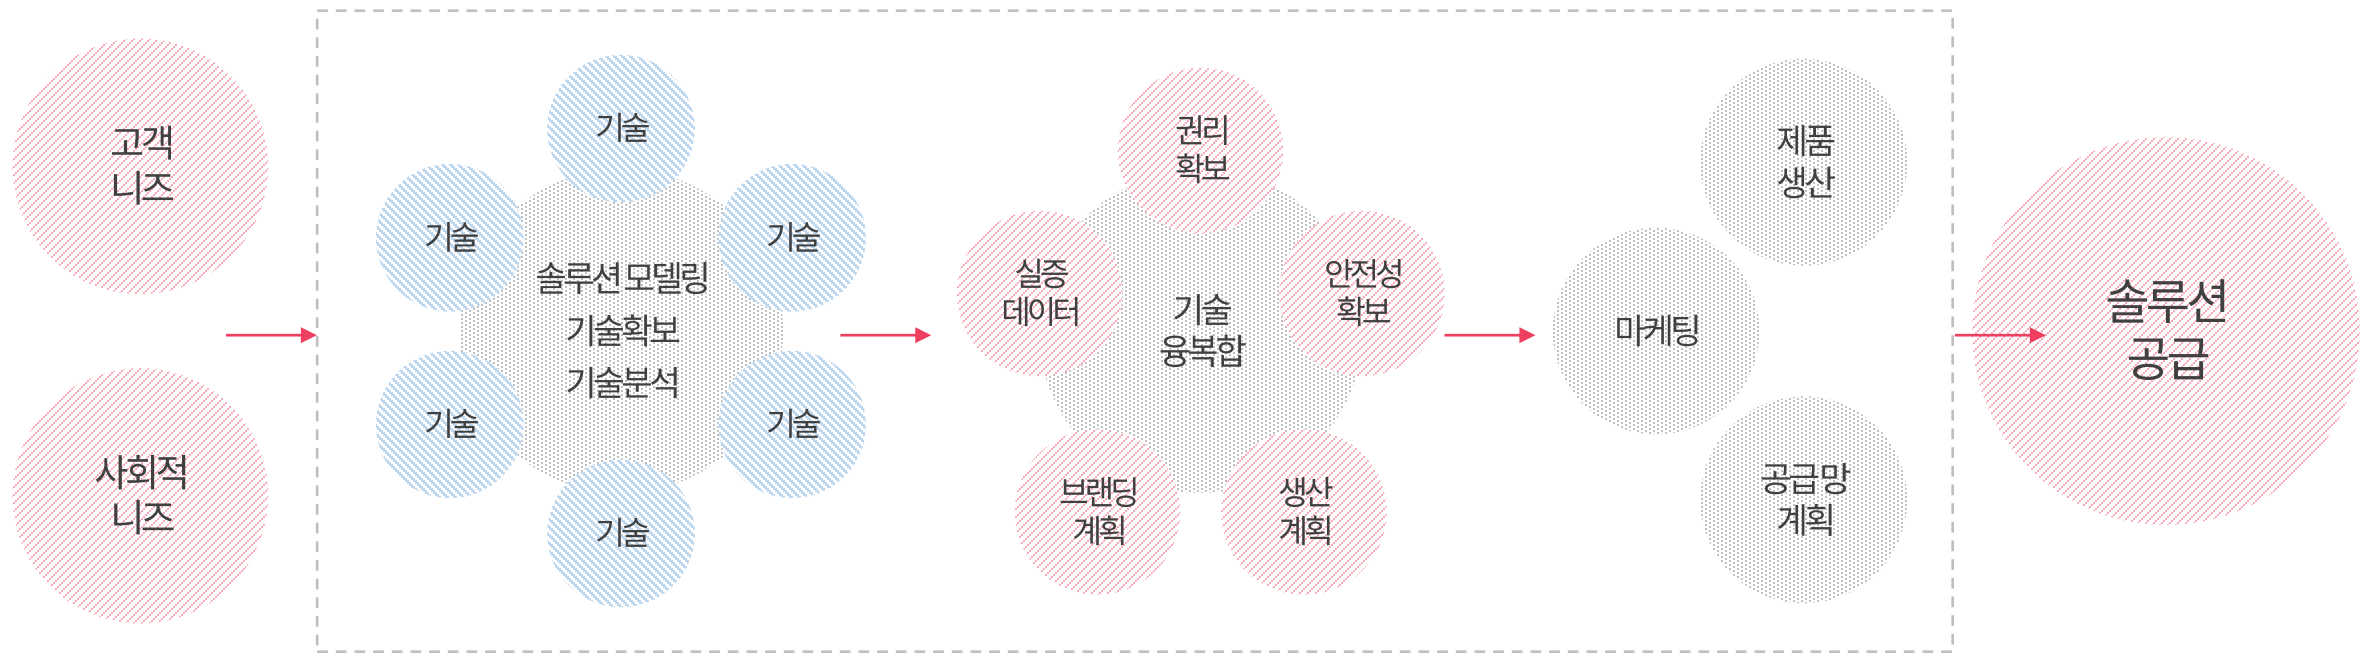 고객
니즈
사회적
니즈
기술
기술
기술
솔루션 모델링
기술확보
기술분석
기술
기술
기술
권리
확보
실증
데이터
안전성
확보
기술
융복합
브랜딩
계획
생산
계획
제품
생산
마케팅
공급망
계획
솔루션
공급